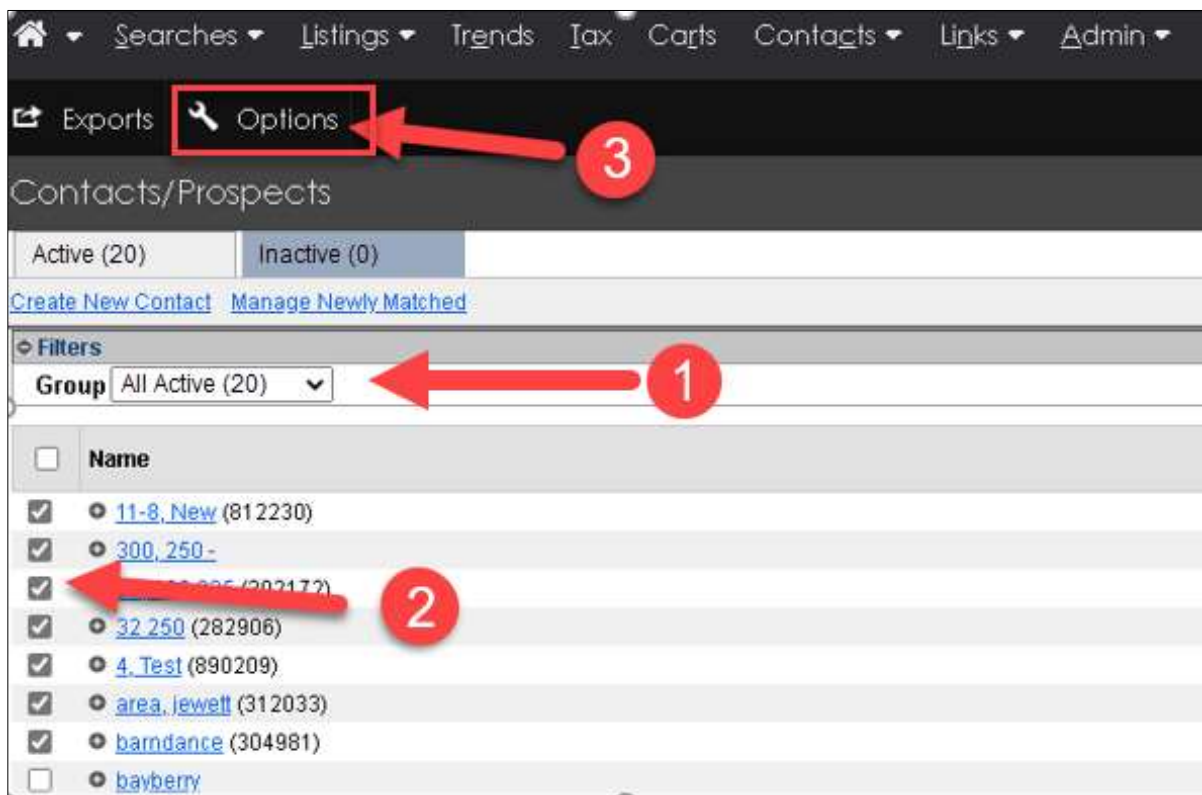 Searches Listings Trends Tax Carts Contacts Links Admin
Exports Options
3
Contacts/Prospects
Active (20) Inactive (0)
Create New Contact Manage Newly Matched
Filters
Group All Active (20)
1
Name
11-8, New (812230)
300, 250 -
2
32 250 (282906)
4, Test (890209)
area, jewett (312033)
barndance (304981)
bayberry